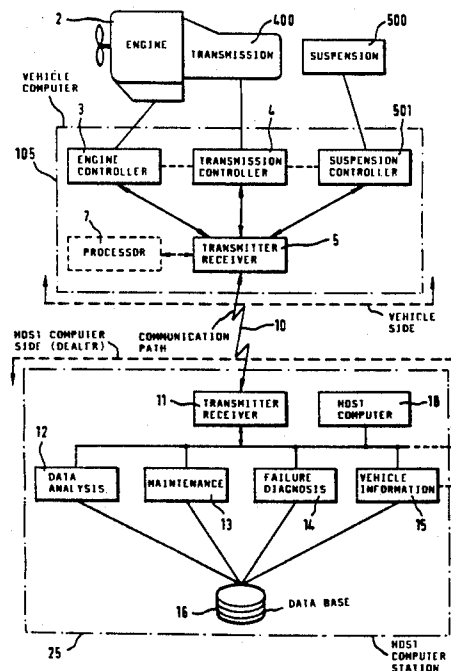 2
400
500
ENGINE
TRANSMISSION
SUSPENSION
VEHICLE
COMPUTER
3
4
501
ENGINE
CONTROLLER
TRANSMISSION
CONTROLLER
SUSPENSION
CONTROLLER
105
7
PROCESSOR
TRANSMITTER
RECEIVER
5
VEHICLE
SIDE
COMMUNICATION
PATH
10
HOST COMPUTER
SIDE (DEALER)
11
TRANSMITTER
RECEIVER
HOST
COMPUTER
18
12
DATA ANALYSIS
MAINTENANCE
FAILURE
DIAGNOSIS
VEHICLE
INFORMATION
13
14
15
16
DATA BASE
25
HOST
COMPUTER
STATION